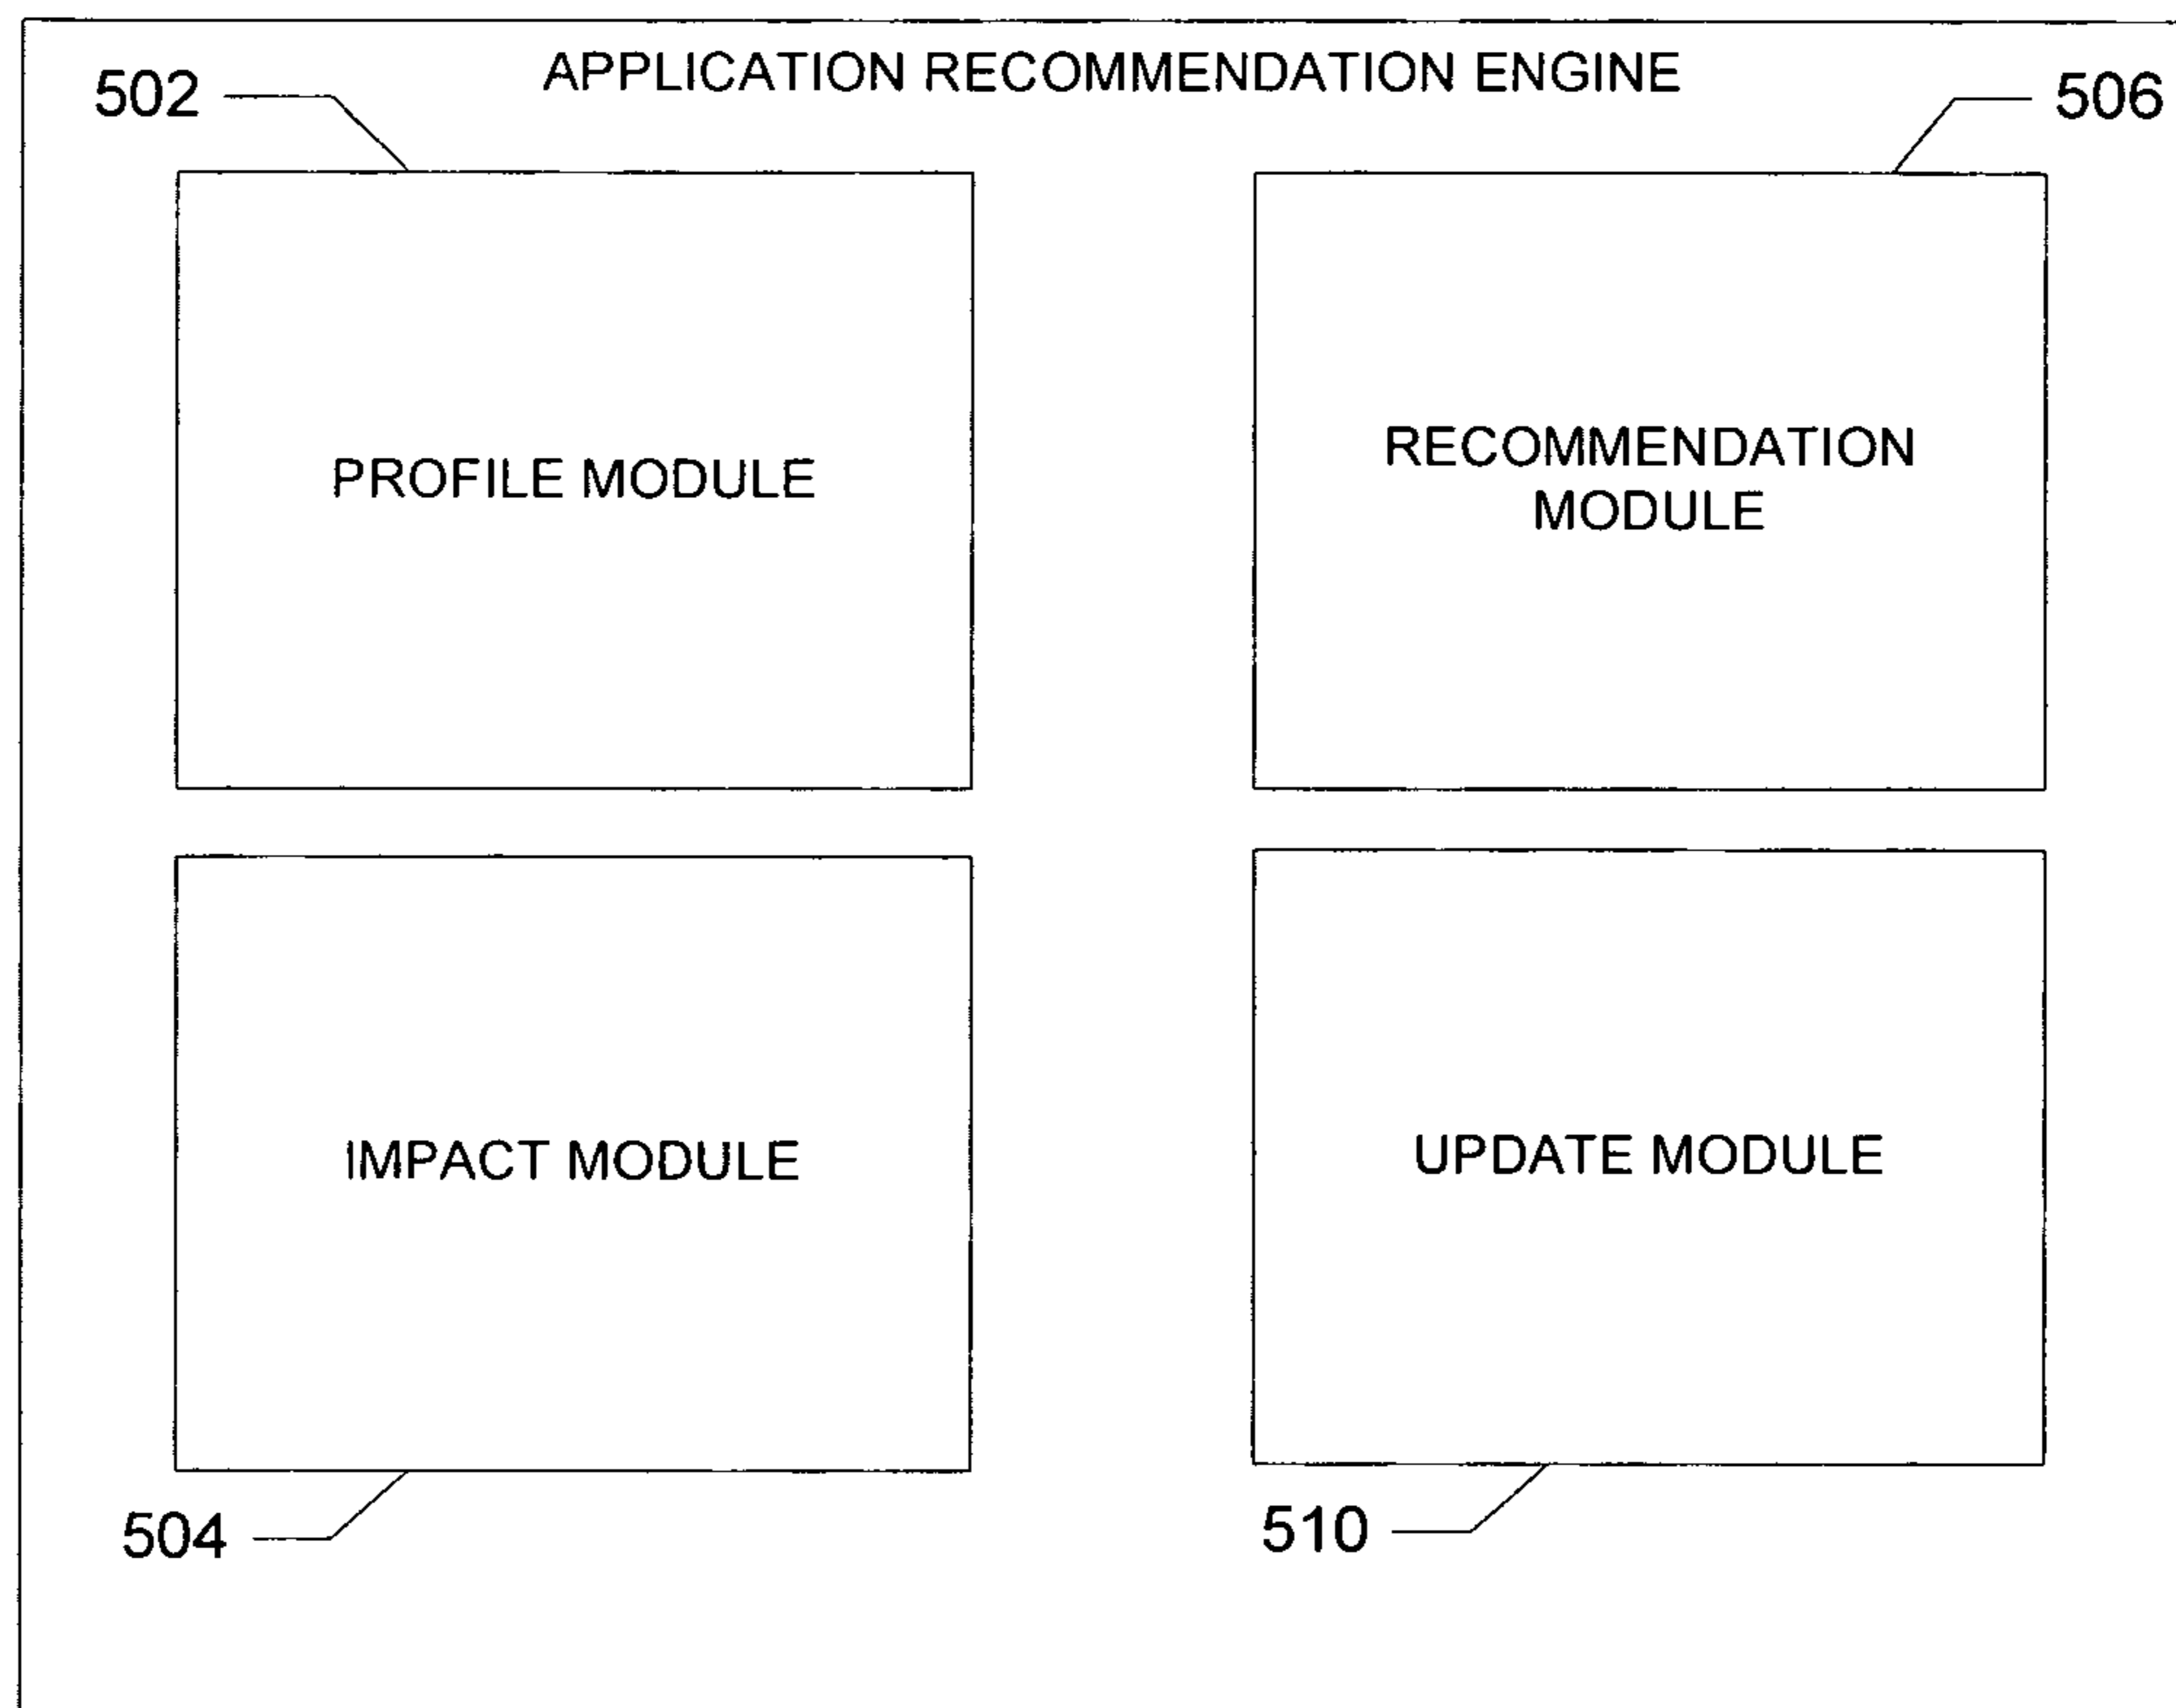 APPLICATION RECOMMENDATION ENGINE
502
506
PROFILE MODULE
RECOMMENDATION
MODULE
IMPACT MODULE
UPDATE MODULE
504
510